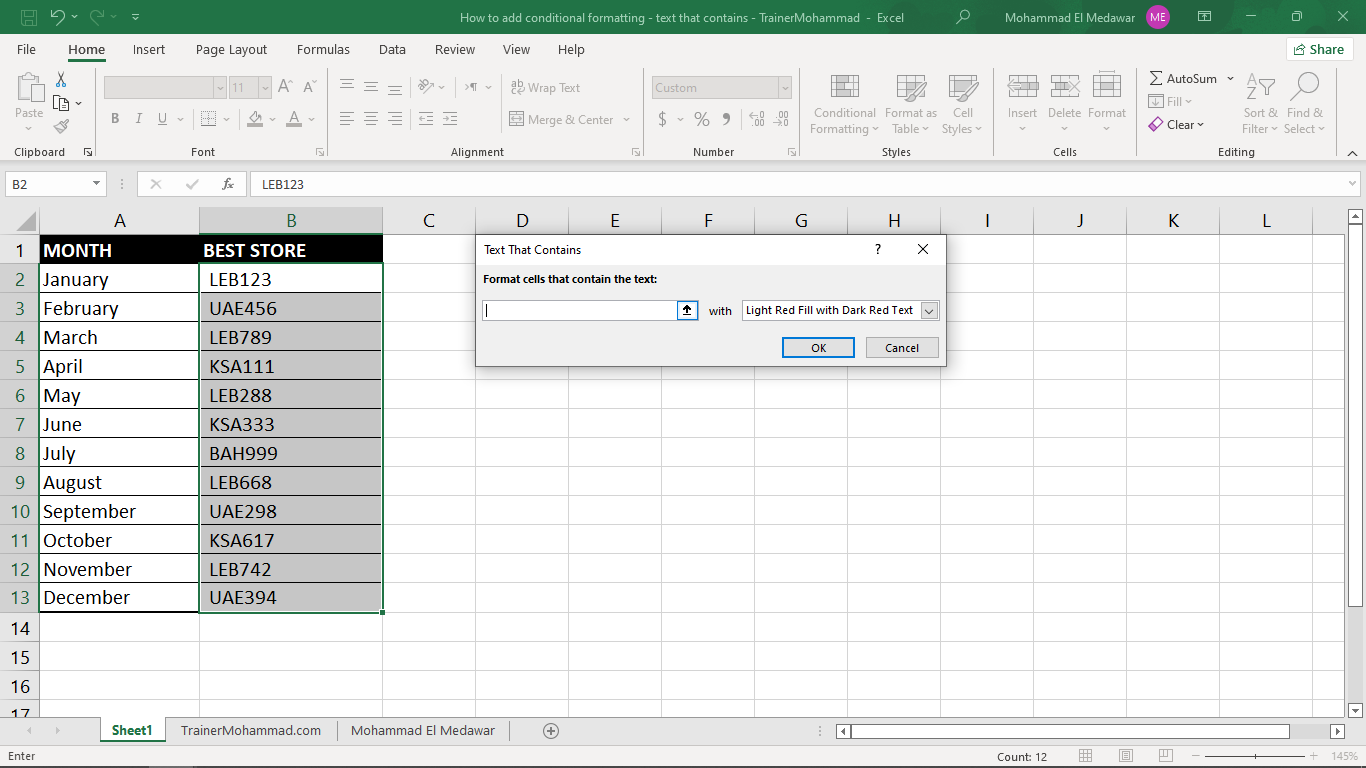 How to add conditional formatting - text that contains - TrainerMohammad - Excel
Mohammad El Medawar ME
File Home Insert Page Layout Formulas Data Review View Help Share
Paste
Clipboard
11
B I U A
Font
Wrap Text
Merge & Center
Alignment
Custom
$ % 9
Number
Conditional Formatting
Format as Table
Cell Styles
Styles
Insert Delete Format
Cells
AutoSum
Fill
Clear
Sort & Filter
Find & Select
Editing
B2 fx LEB123
A B C D E F G H I J K L
1 MONTH BEST STORE
2 January LEB123
3 February UAE456
4 March LEB789
5 April KSA111
6 May LEB288
7 June KSA333
8 July BAH999
9 August LEB668
10 September UAE298
11 October KSA617
12 November LEB742
13 December UAE394
14
15
16
17
Text That Contains ?
Format cells that contain the text:
with Light Red Fill with Dark Red Text
OK Cancel
Sheet1 TrainerMohammad.com Mohammad El Medawar
Enter Count: 12 145%